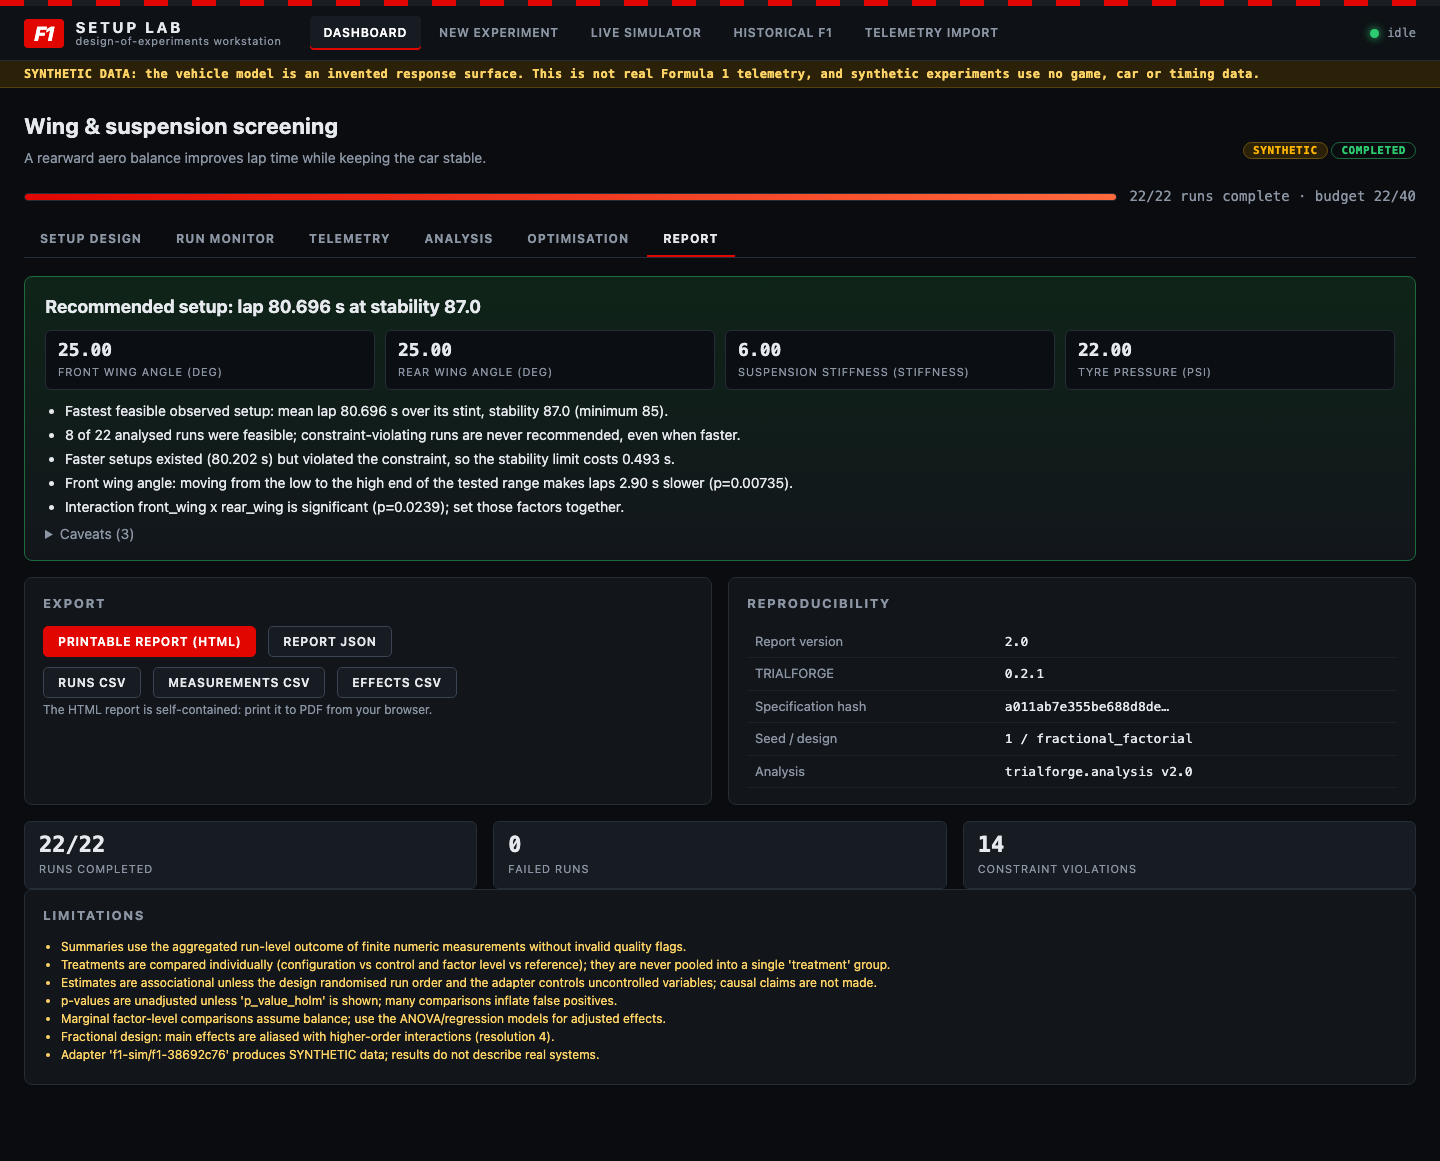 F1
SETUP LAB
design-of-experiments workstation
DASHBOARD
NEW EXPERIMENT
LIVE SIMULATOR
HISTORICAL F1
TELEMETRY IMPORT
idle
SYNTHETIC DATA: the vehicle model is an invented response surface. This is not real Formula 1 telemetry, and synthetic experiments use no game, car or timing data.
Wing & suspension screening
A rearward aero balance improves lap time while keeping the car stable.
SYNTHETIC
COMPLETED
22/22 runs complete · budget 22/40
SETUP DESIGN
RUN MONITOR
TELEMETRY
ANALYSIS
OPTIMISATION
REPORT
Recommended setup: lap 80.696 s at stability 87.0
25.00
FRONT WING ANGLE (DEG)
25.00
REAR WING ANGLE (DEG)
6.00
SUSPENSION STIFFNESS (STIFFNESS)
22.00
TYRE PRESSURE (PSI)
• Fastest feasible observed setup: mean lap 80.696 s over its stint, stability 87.0 (minimum 85).
• 8 of 22 analysed runs were feasible; constraint-violating runs are never recommended, even when faster.
• Faster setups existed (80.202 s) but violated the constraint, so the stability limit costs 0.493 s.
• Front wing angle: moving from the low to the high end of the tested range makes laps 2.90 s slower (p=0.00735).
• Interaction front_wing x rear_wing is significant (p=0.0239); set those factors together.
▶ Caveats (3)
EXPORT
PRINTABLE REPORT (HTML)
REPORT JSON
RUNS CSV
MEASUREMENTS CSV
EFFECTS CSV
The HTML report is self-contained: print it to PDF from your browser.
REPRODUCIBILITY
Report version 2.0
TRIALFORGE 0.2.1
Specification hash a011ab7e355be688d8de…
Seed / design 1 / fractional_factorial
Analysis trialforge.analysis v2.0
22/22
RUNS COMPLETED
0
FAILED RUNS
14
CONSTRAINT VIOLATIONS
LIMITATIONS
• Summaries use the aggregated run-level outcome of finite numeric measurements without invalid quality flags.
• Treatments are compared individually (configuration vs control and factor level vs reference); they are never pooled into a single 'treatment' group.
• Estimates are associational unless the design randomised run order and the adapter controls uncontrolled variables; causal claims are not made.
• p-values are unadjusted unless 'p_value_holm' is shown; many comparisons inflate false positives.
• Marginal factor-level comparisons assume balance; use the ANOVA/regression models for adjusted effects.
• Fractional design: main effects are aliased with higher-order interactions (resolution 4).
• Adapter 'f1-sim/f1-38692c76' produces SYNTHETIC data; results do not describe real systems.